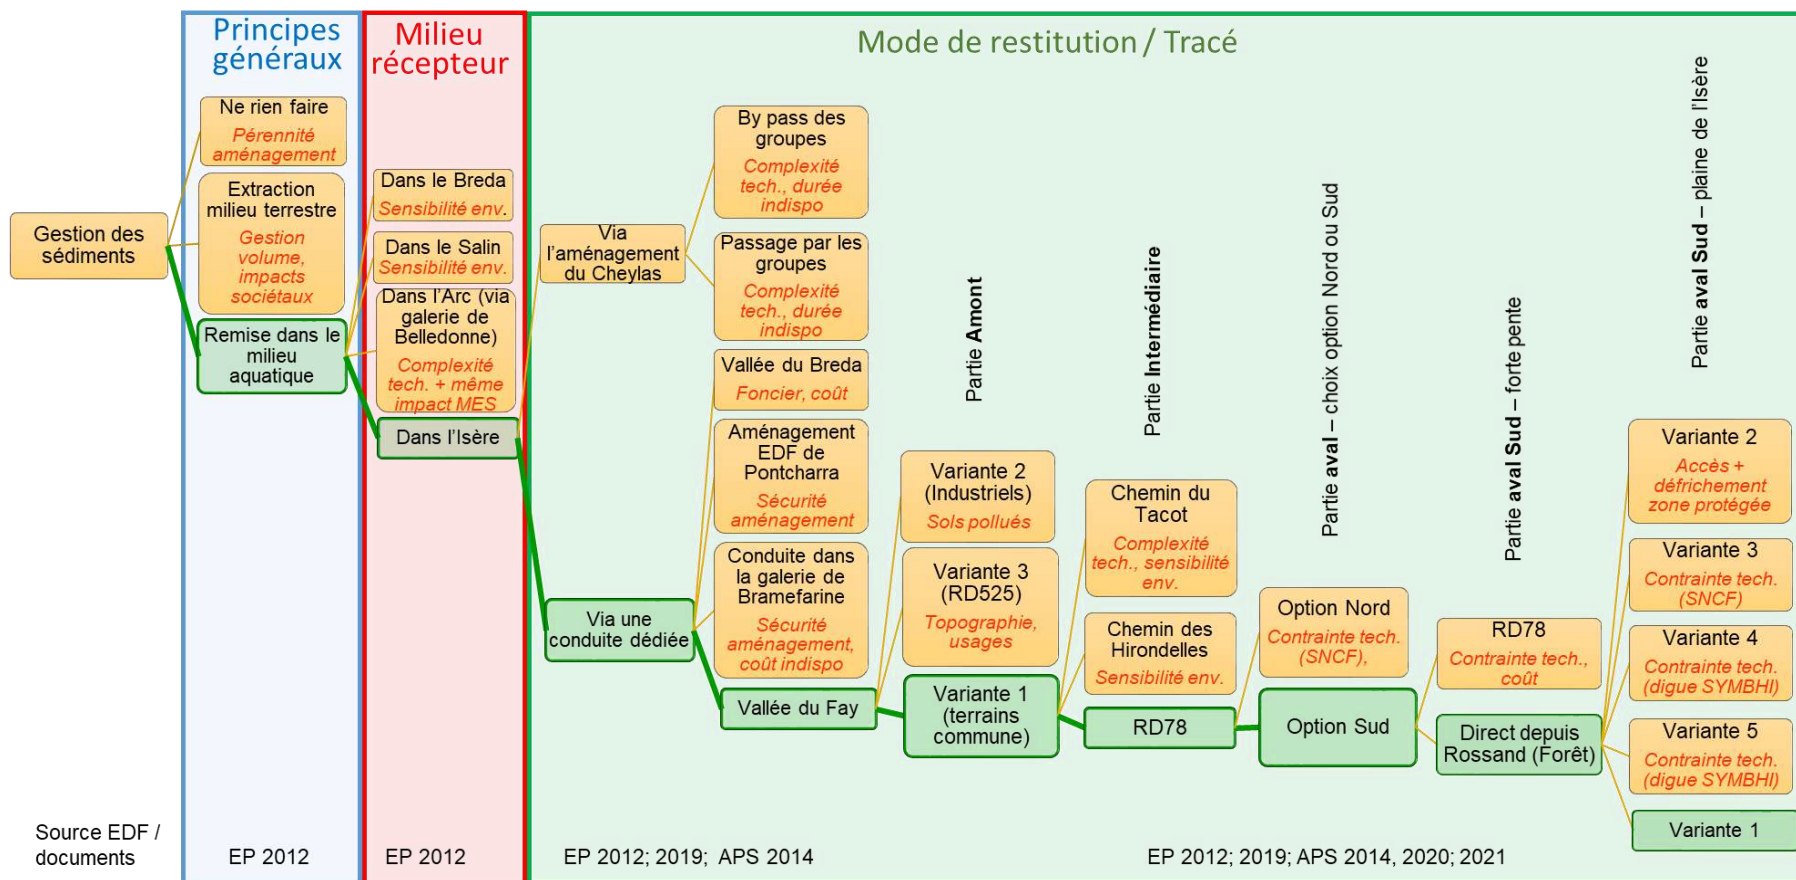 Principes
généraux
Milieu
récepteur
Mode de restitution / Tracé
Gestion des
sédiments
Ne rien faire
Pérennité
aménagement
Extraction
milieu terrestre
Gestion
volume,
impacts
sociétaux
Remise dans le
milieu
aquatique
Dans le Breda
Sensibilité env.
Dans le Salin
Sensibilité env.
Dans l'Arc (via
galerie de
Belledonne)
Complexité
tech. + même
impact MES
Dans l'Isère
Via
l'aménagement
du Cheylas
Via une
conduite dédiée
By pass des
groupes
Complexité
tech., durée
indispo
Passage par les
groupes
Complexité
tech., durée
indispo
Vallée du Breda
Foncier, coût
Aménagement
EDF de
Pontcharra
Sécurité
aménagement
Conduite dans
la galerie de
Bramefarine
Sécurité
aménagement,
coût indispo
Vallée du Fay
Partie Amont
Variante 2
(Industriels)
Sols pollués
Variante 3
(RD525)
Topographie,
usages
Variante 1
(terrains
commune)
Partie Intermédiaire
Chemin du
Tacot
Complexité
tech., sensibilité
env.
Chemin des
Hirondelles
Sensibilité env.
RD78
Partie aval – choix option Nord ou Sud
Option Nord
Contrainte tech.
(SNCF),
Option Sud
Partie aval Sud – forte pente
RD78
Contrainte tech.,
coût
Direct depuis
Rossand (Forêt)
Partie aval Sud – plaine de l'Isère
Variante 2
Accès +
défrichement
zone protégée
Variante 3
Contrainte tech.
(SNCF)
Variante 4
Contrainte tech.
(digue SYMBHI)
Variante 5
Contrainte tech.
(digue SYMBHI)
Variante 1
Source EDF /
documents
EP 2012
EP 2012
EP 2012; 2019; APS 2014
EP 2012; 2019; APS 2014, 2020; 2021